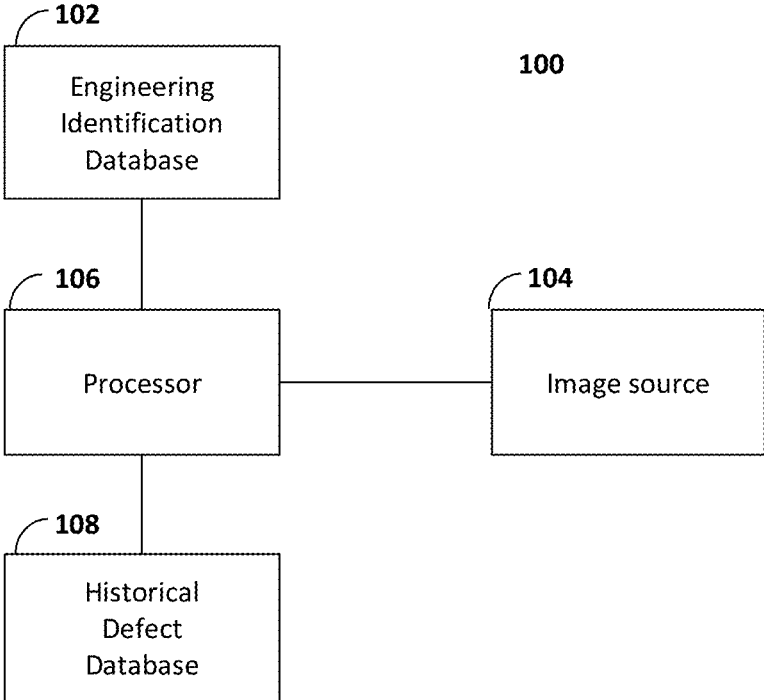 102
Engineering
Identification
Database
100
106
Processor
104
Image source
108
Historical
Defect
Database